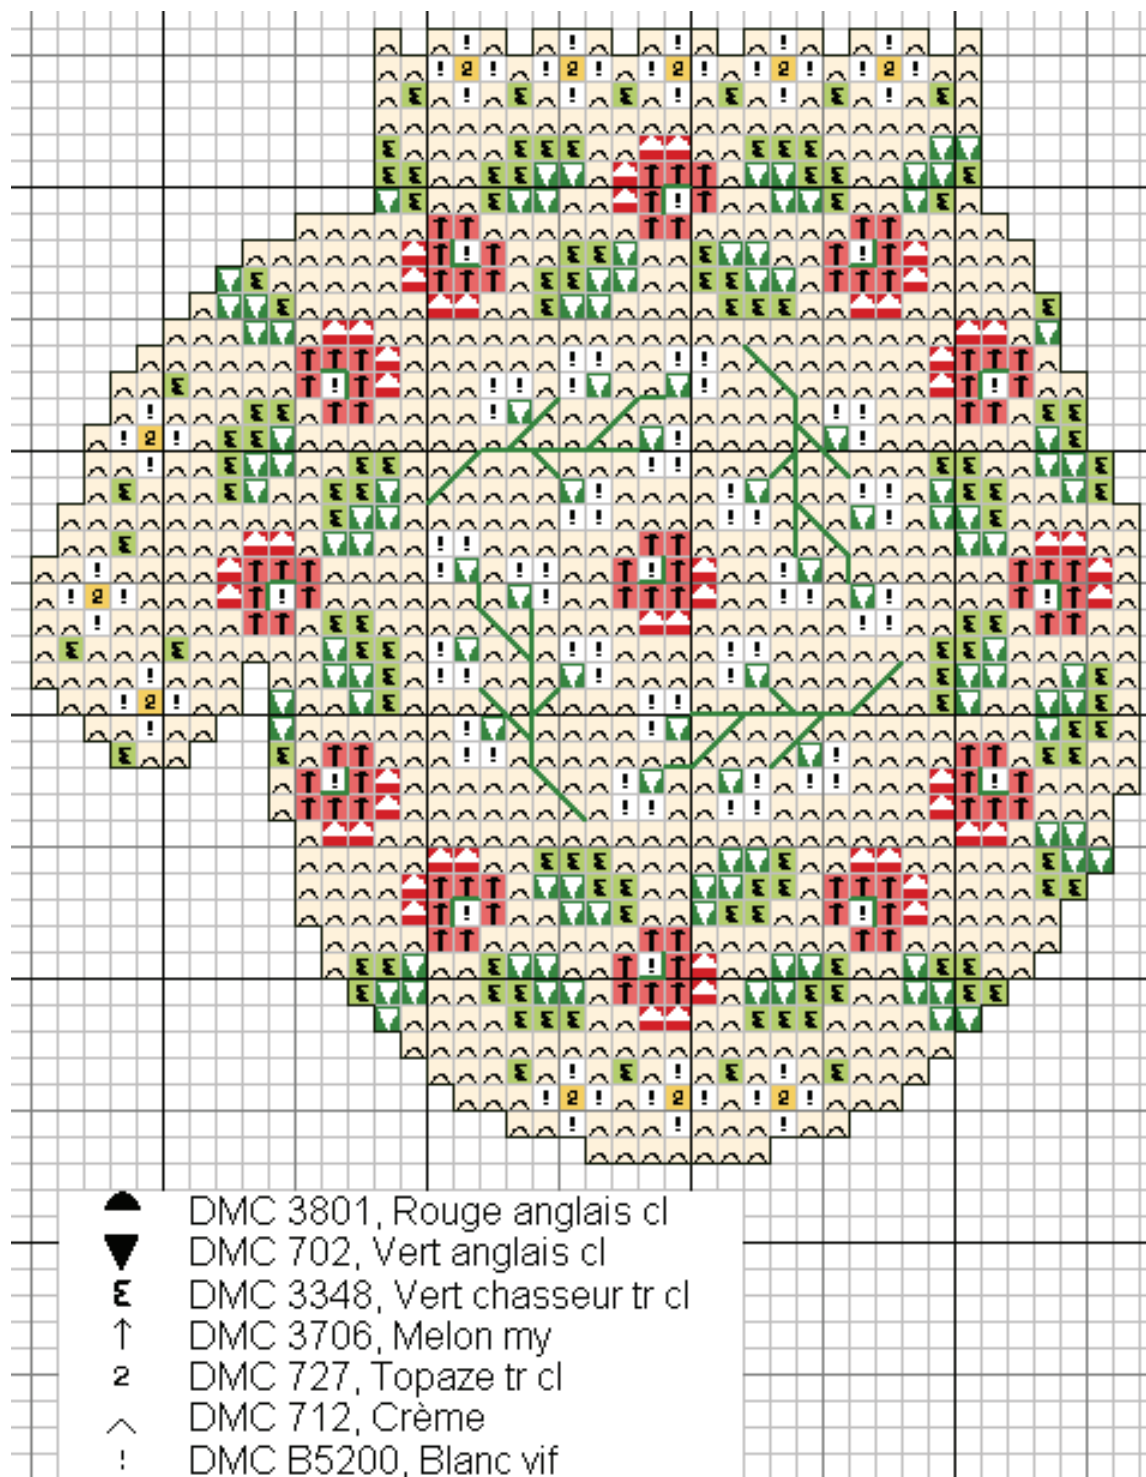 DMC 3801, Rouge anglais cl
DMC 702, Vert anglais cl
DMC 3348, Vert chasseur tr cl
DMC 3706, Melon my
2 DMC 727, Topaze tr cl
DMC 712, Crème
! DMC B5200, Blanc vif